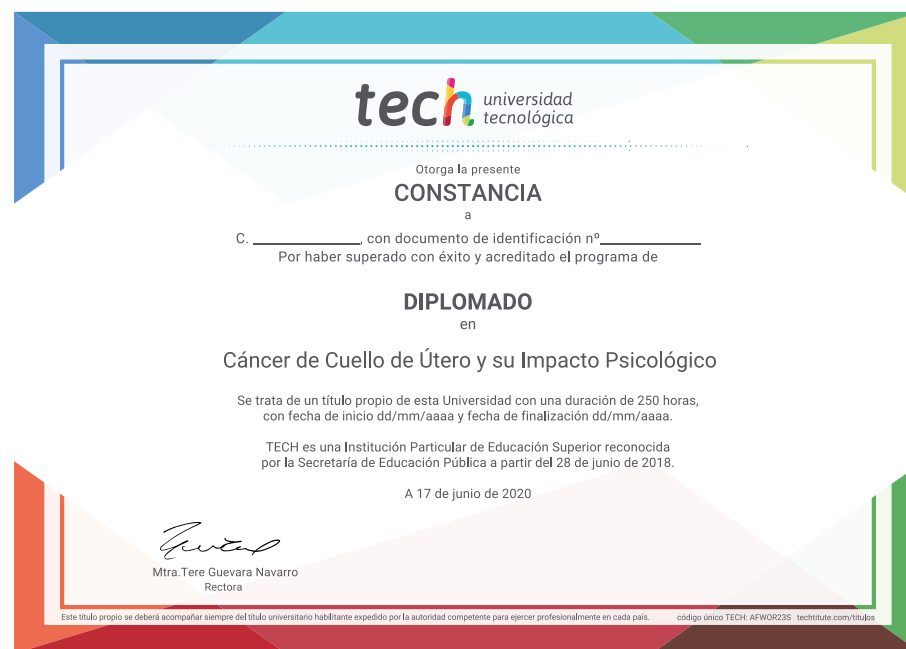 tech universidad
tecnológica
Otorga la presente
CONSTANCIA
a
C. ____________, con documento de identificación nº____________
Por haber superado con éxito y acreditado el programa de
DIPLOMADO
en
Cáncer de Cuello de Útero y su Impacto Psicológico
Se trata de un título propio de esta Universidad con una duración de 250 horas,
con fecha de inicio dd/mm/aaaa y fecha de finalización dd/mm/aaaa.
TECH es una Institución Particular de Educación Superior reconocida
por la Secretaría de Educación Pública a partir del 28 de junio de 2018.
A 17 de junio de 2020
Mtra.Tere Guevara Navarro
Rectora
Este título propio se deberá acompañar siempre del título universitario habilitante expedido por la autoridad competente para ejercer profesionalmente en cada país. código único TECH: AFWOR23S techtitute.com/titulos